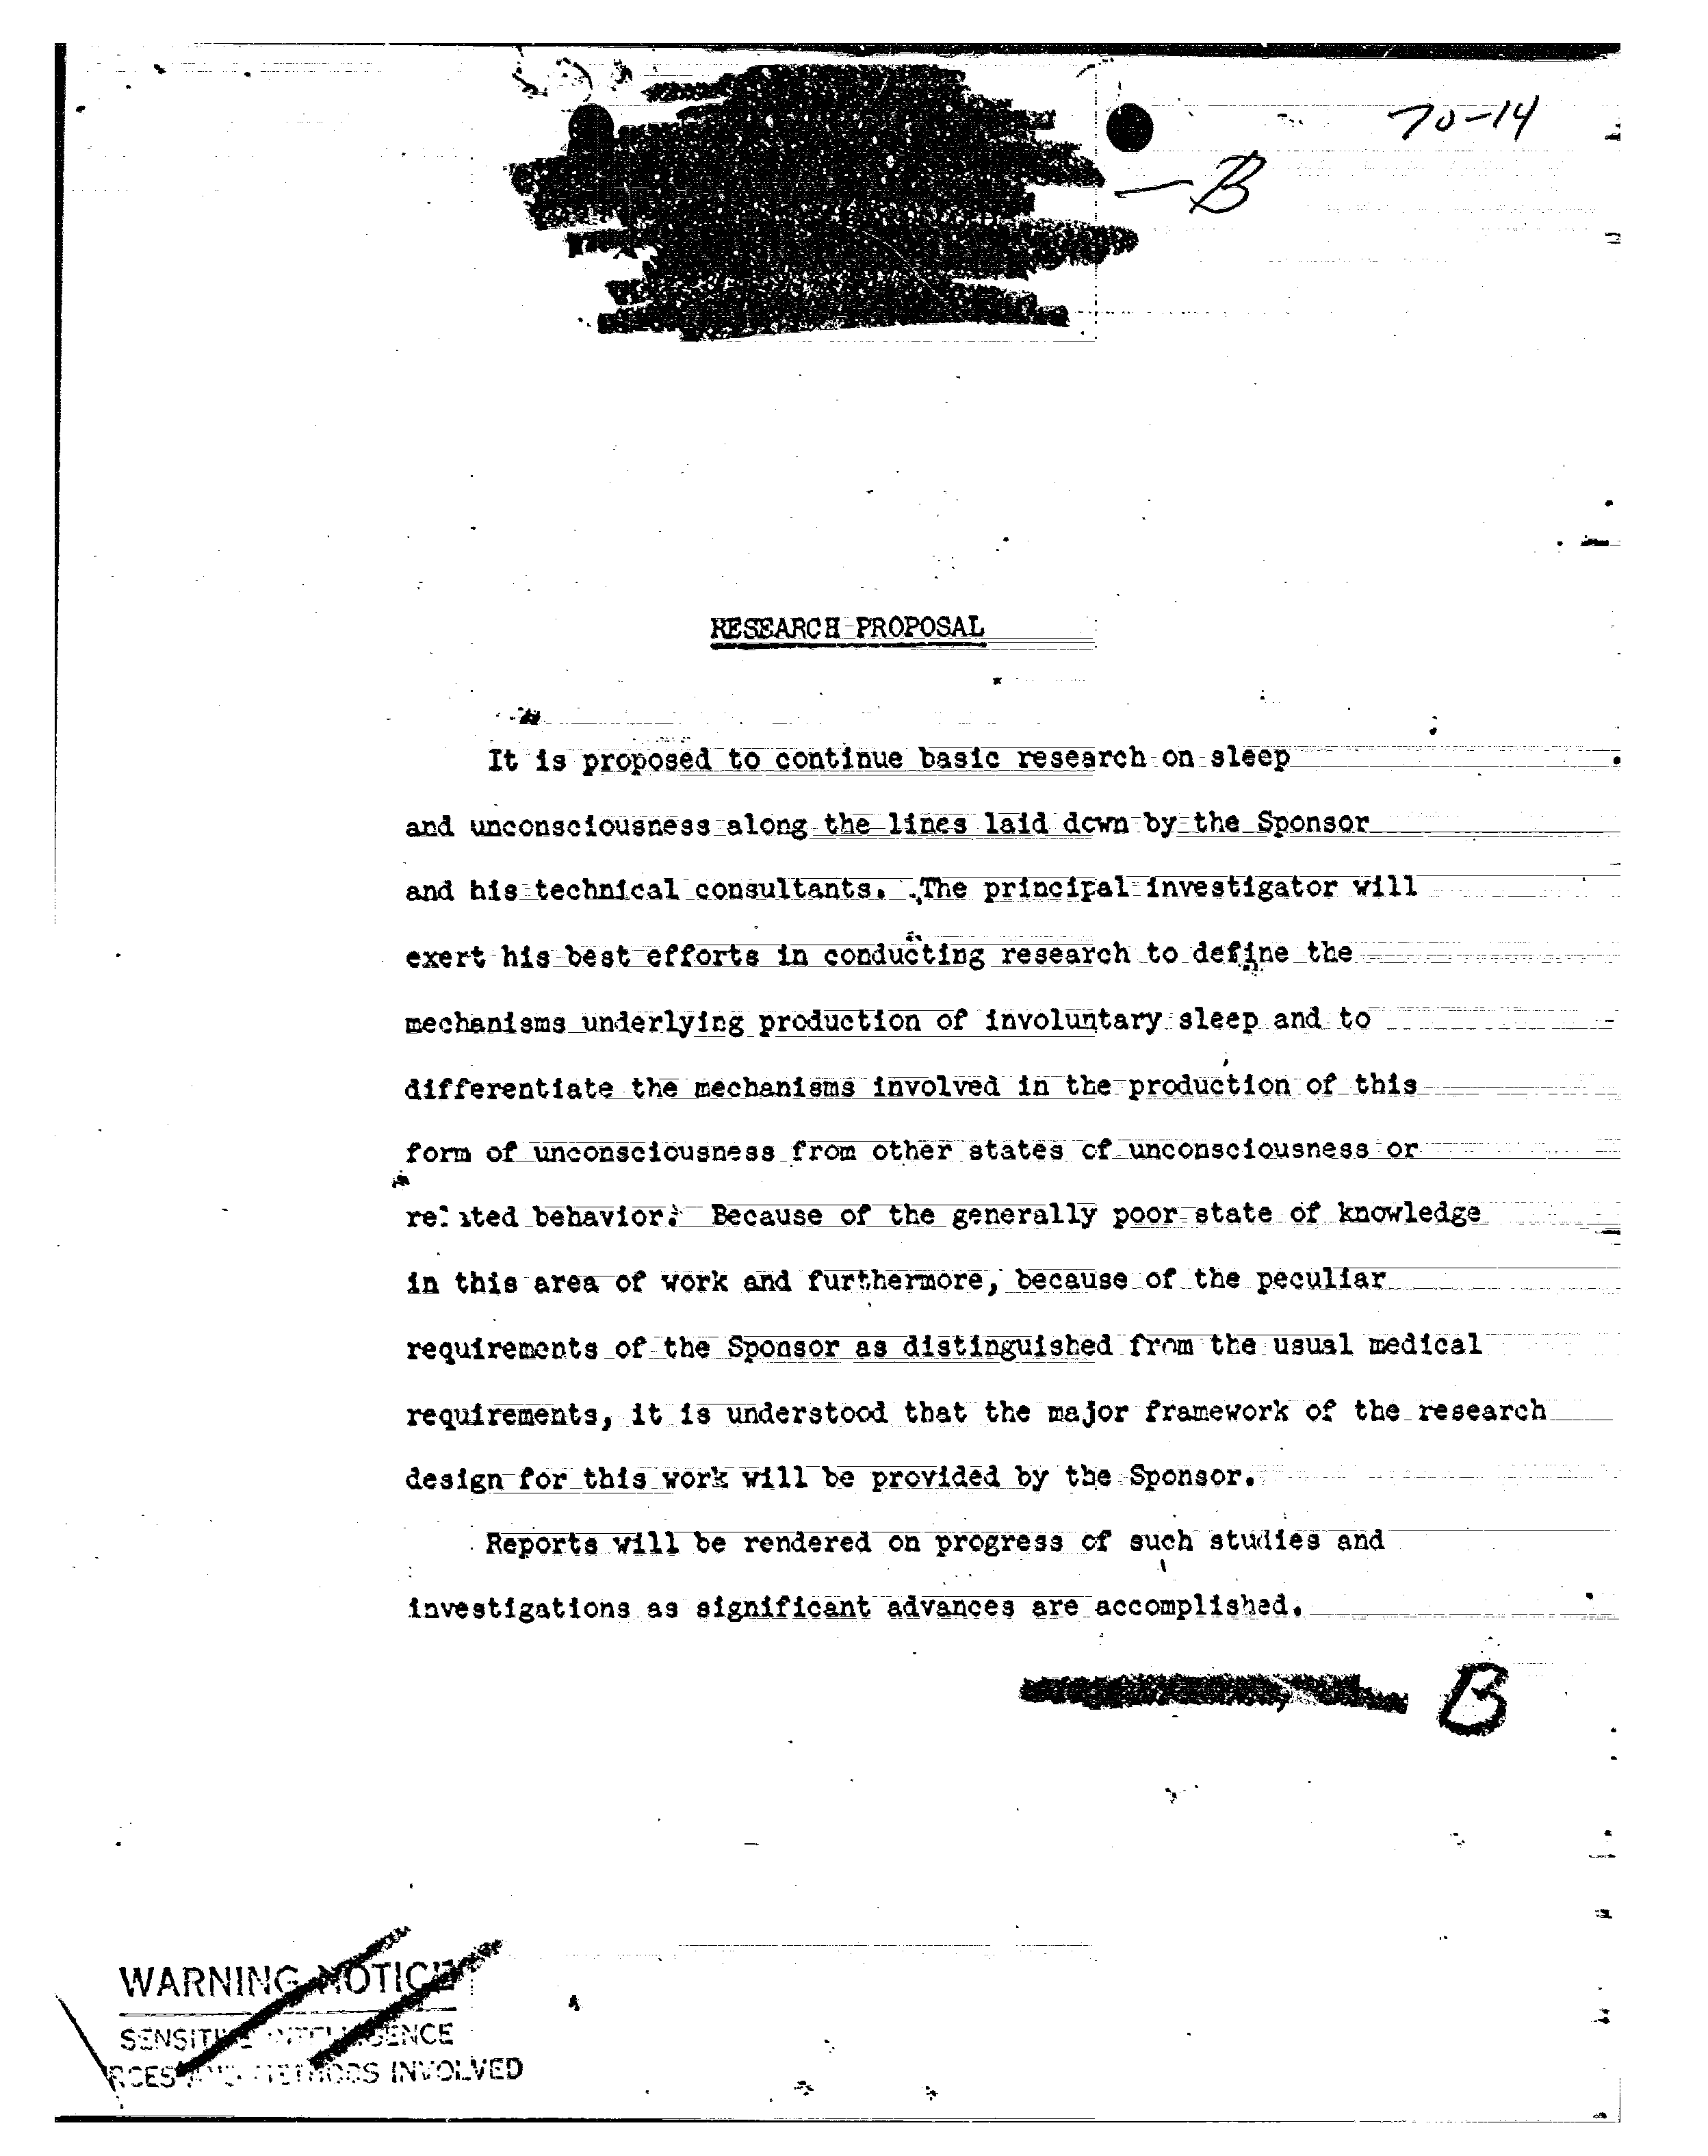 70-14
B
RESEARCH PROPOSAL
It is proposed to continue basic research on sleep
and unconsciousness along the lines laid down by the Sponsor
and his technical consultants. The principal investigator will
exert his best efforts in conducting research to define the
mechanisms underlying production of involuntary sleep and to
differentiate the mechanisms involved in the production of this
form of unconsciousness from other states of unconsciousness or
related behavior. Because of the generally poor state of knowledge
in this area of work and furthermore, because of the peculiar
requirements of the Sponsor as distinguished from the usual medical
requirements, it is understood that the major framework of the research
design for this work will be provided by the Sponsor.
Reports will be rendered on progress of such studies and
investigations as significant advances are accomplished.
B
WARNING NOTICE
SENSITIVE INTELLIGENCE
RCES AND METHODS INVOLVED